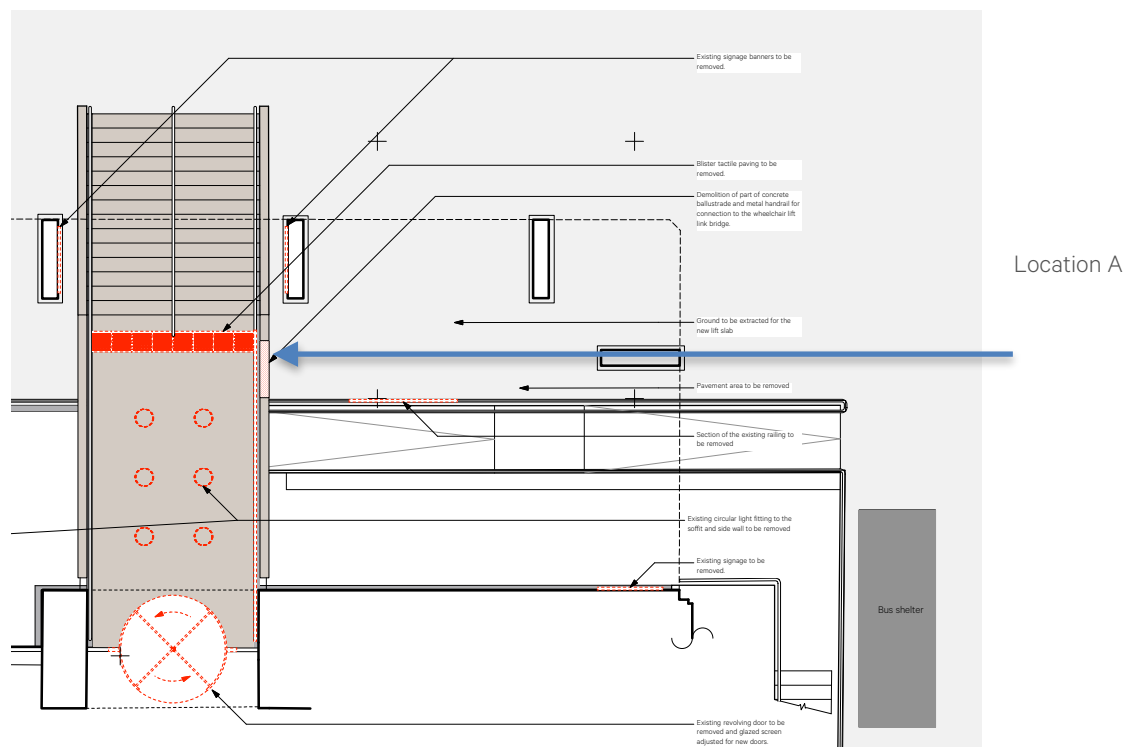 Existing signage banners to be
removed.
Blister tactile paving to be
removed.
Demolition of part of concrete
ballustrade and metal handrail for
connection to the wheelchair lift
link bridge.
Location A
Ground to be extracted for the
new lift slab
Pavement area to be removed
Section of the existing railing to
be removed
Existing circular light fitting to the
soffit and side wall to be removed
Existing signage to be
removed.
Bus shelter
Existing revolving door to be
removed and glazed screen
adjusted for new doors.